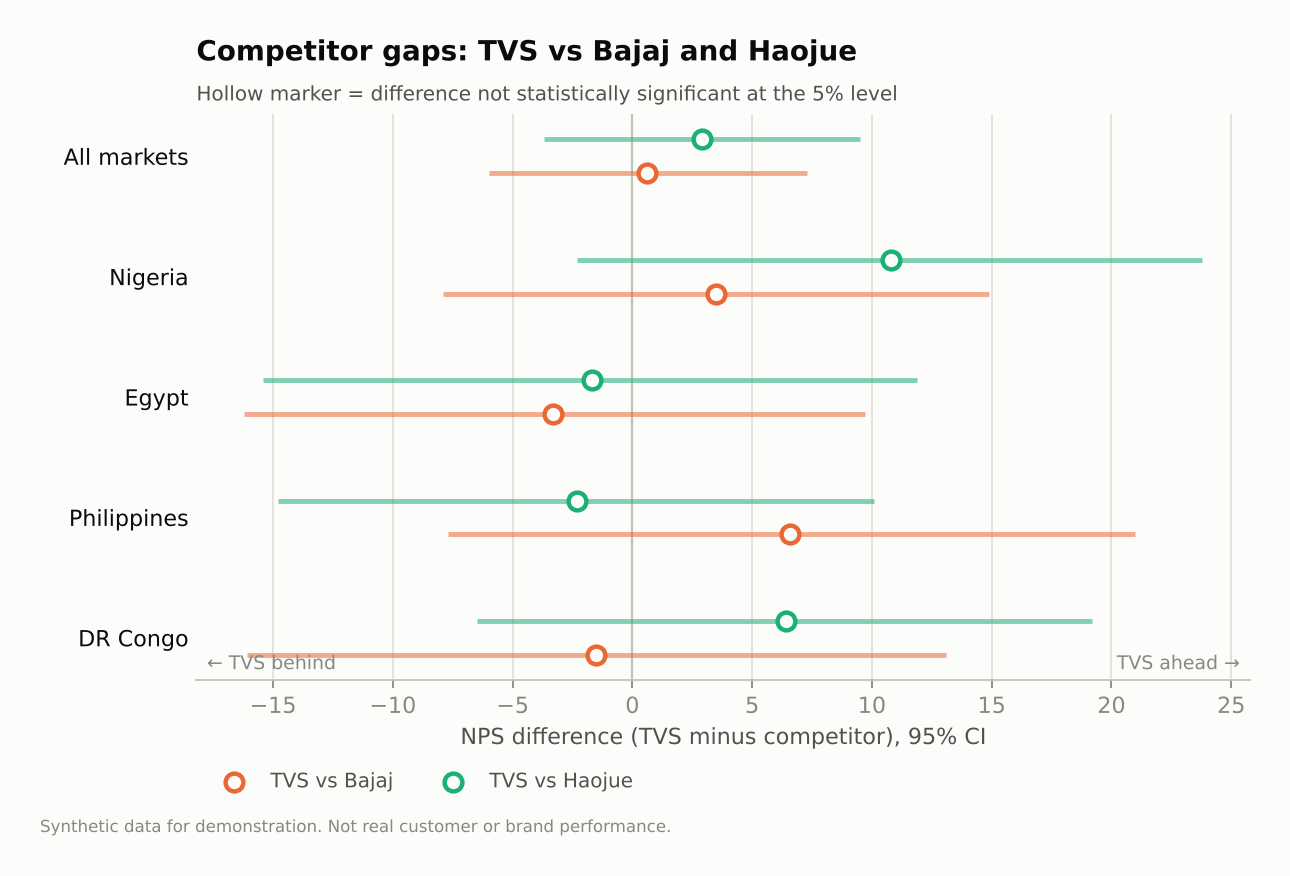 Competitor gaps: TVS vs Bajaj and Haojue
Hollow marker = difference not statistically significant at the 5% level
All markets
Nigeria
Egypt
Philippines
DR Congo
← TVS behind
TVS ahead →
−15 −10 −5 0 5 10 15 20 25
NPS difference (TVS minus competitor), 95% CI
TVS vs Bajaj TVS vs Haojue
Synthetic data for demonstration. Not real customer or brand performance.